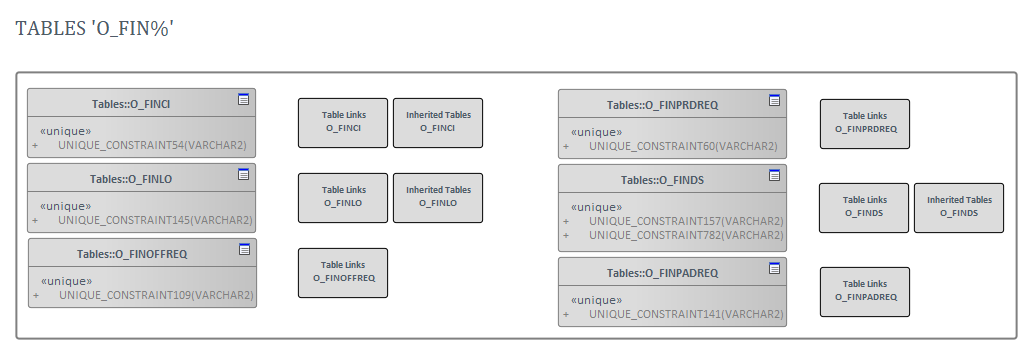 TABLES 'O_FIN%'
Tables::O_FINCI
«unique»
+ UNIQUE_CONSTRAINT54(VARCHAR2)
Table Links
O_FINCI
Inherited Tables
O_FINCI
Tables::O_FINLO
«unique»
+ UNIQUE_CONSTRAINT145(VARCHAR2)
Table Links
O_FINLO
Inherited Tables
O_FINLO
Tables::O_FINOFFREQ
«unique»
+ UNIQUE_CONSTRAINT109(VARCHAR2)
Table Links
O_FINOFFREQ
Tables::O_FINPRDREQ
«unique»
+ UNIQUE_CONSTRAINT60(VARCHAR2)
Table Links
O_FINPRDREQ
Tables::O_FINDS
«unique»
+ UNIQUE_CONSTRAINT157(VARCHAR2)
+ UNIQUE_CONSTRAINT782(VARCHAR2)
Table Links
O_FINDS
Inherited Tables
O_FINDS
Tables::O_FINPADREQ
«unique»
+ UNIQUE_CONSTRAINT141(VARCHAR2)
Table Links
O_FINPADREQ